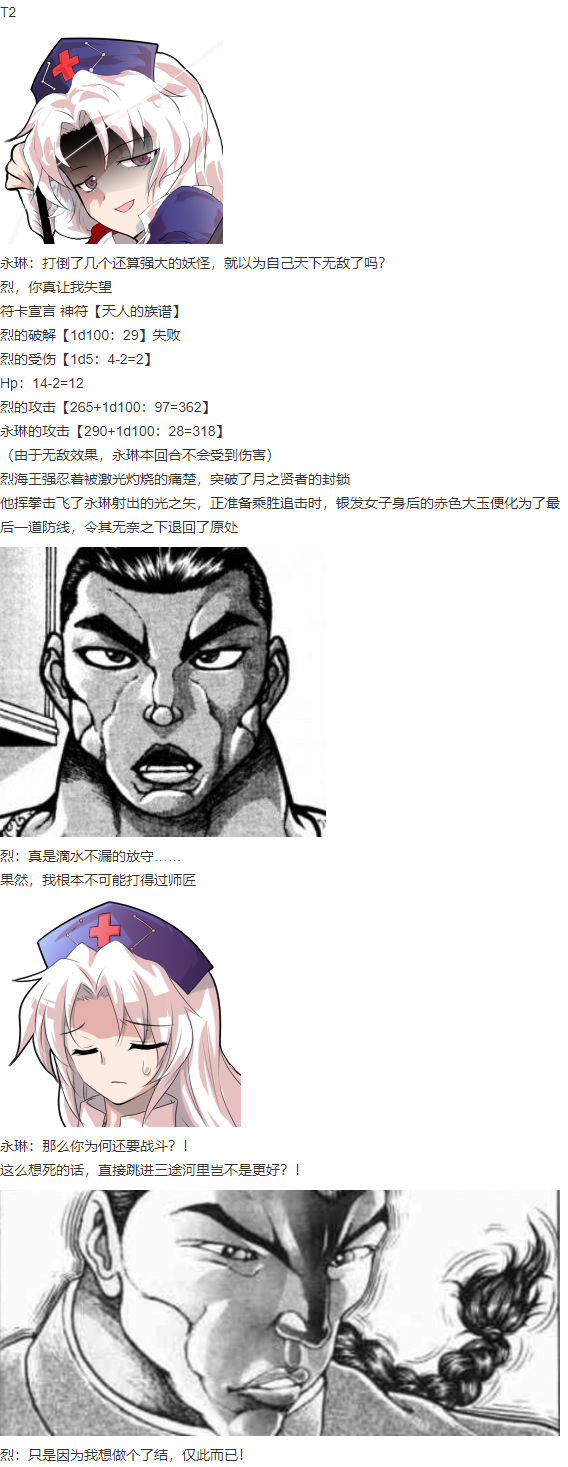 T2
永琳：打倒了几个还算强大的妖怪，就以为自己天下无敌了吗？
烈，你真让我失望
符卡宣言 神符【天人的族谱】
烈的破解【1d100：29】失败
烈的受伤【1d5：4-2=2】
Hp：14-2=12
烈的攻击【265+1d100：97=362】
永琳的攻击【290+1d100：28=318】
（由于无敌效果，永琳本回合不会受到伤害）
烈海王强忍着被激光灼烧的痛楚，突破了月之贤者的封锁
他挥拳击飞了永琳射出的光之矢，正准备乘胜追击时，银发女子身后的赤色大玉便化为了最
后一道防线，令其无奈之下退回了原处
烈：真是滴水不漏的放守……
果然，我根本不可能打得过师匠
永琳：那么你为何还要战斗？！
这么想死的话，直接跳进三途河里岂不是更好？！
烈：只是因为我想做个了结，仅此而已！